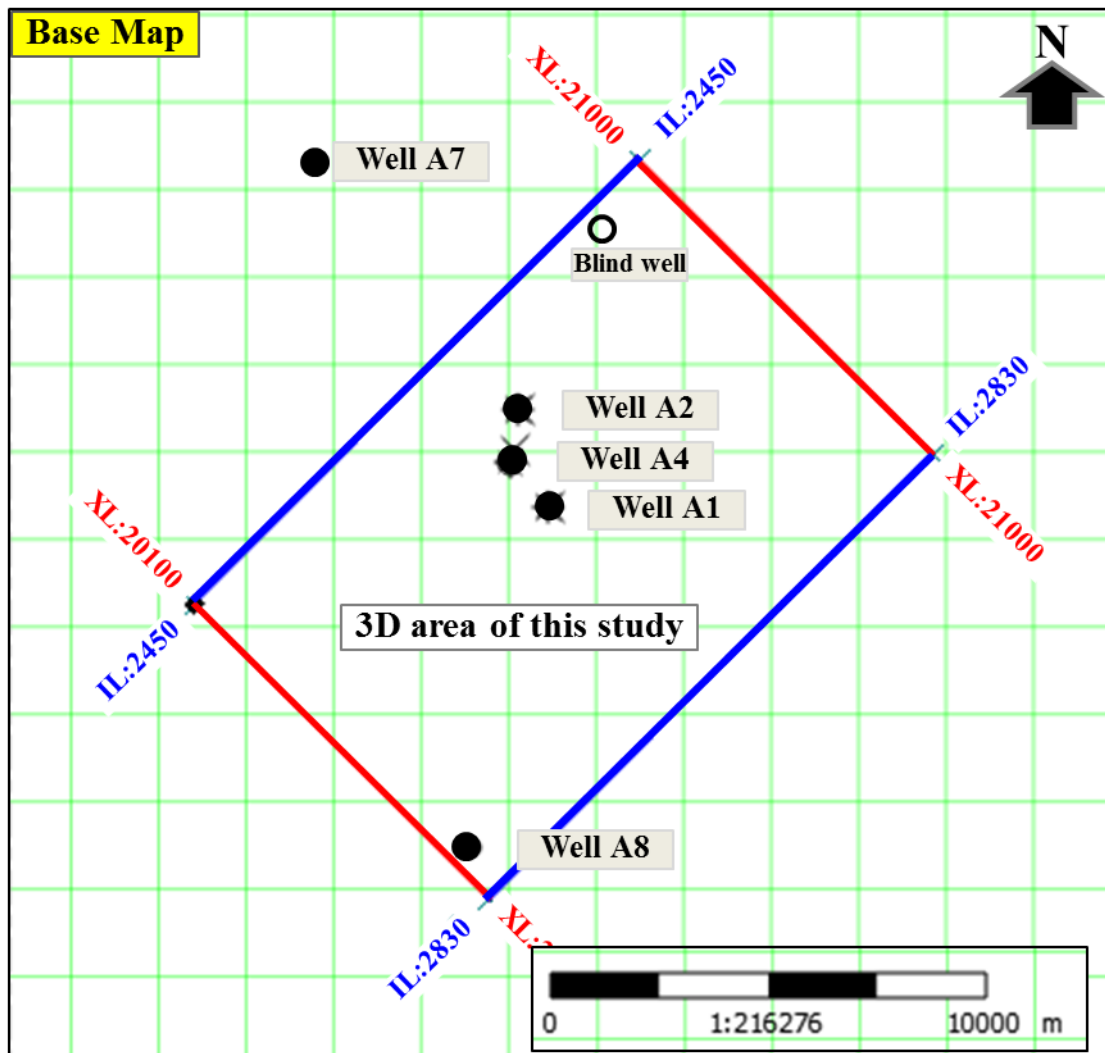 Base Map
N
XL:21000
IL:2450
Well A7
Blind well
IL:2830
Well A2
Well A4
Well A1
XL:21000
XL:20100
3D area of this study
IL:2450
Well A8
IL:2830
0 1:216276 10000 m